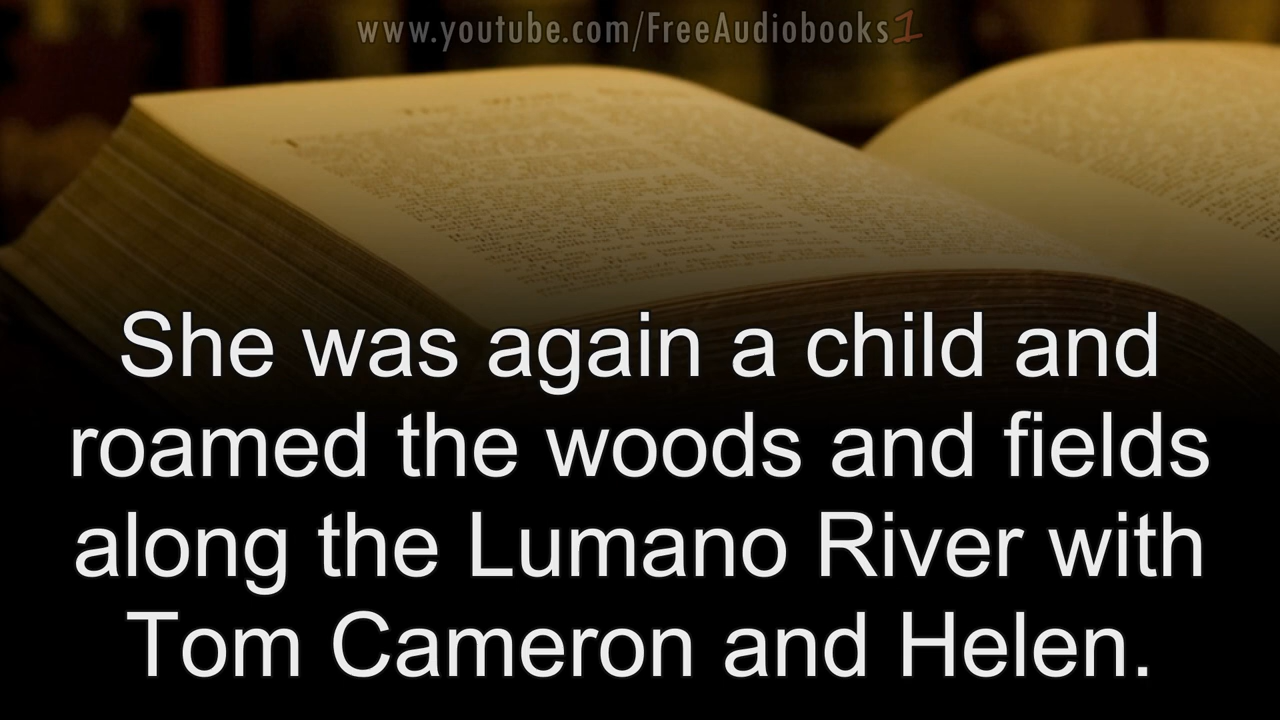 www.youtube.com/FreeAudiobooks1
She was again a child and
roamed the woods and fields
along the Lumano River with
Tom Cameron and Helen.